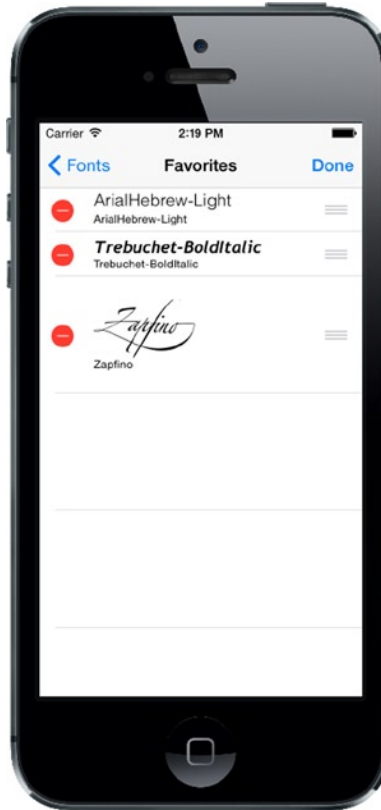 Carrier 2:19 PM
Fonts Favorites Done
ArialHebrew-Light
ArialHebrew-Light
Trebuchet-BoldItalic
Trebuchet-BoldItalic
Zapfino
Zapfino